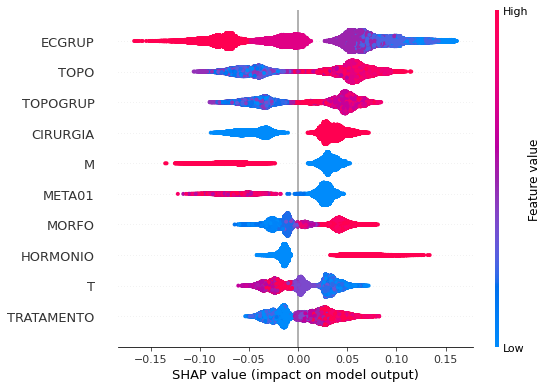 High
ECGRUP
TOPO
TOPOGRUP
CIRURGIA
M
META01
MORFO
HORMONIO
T
TRATAMENTO
Feature value
Low
−0.15 −0.10 −0.05 0.00 0.05 0.10 0.15
SHAP value (impact on model output)